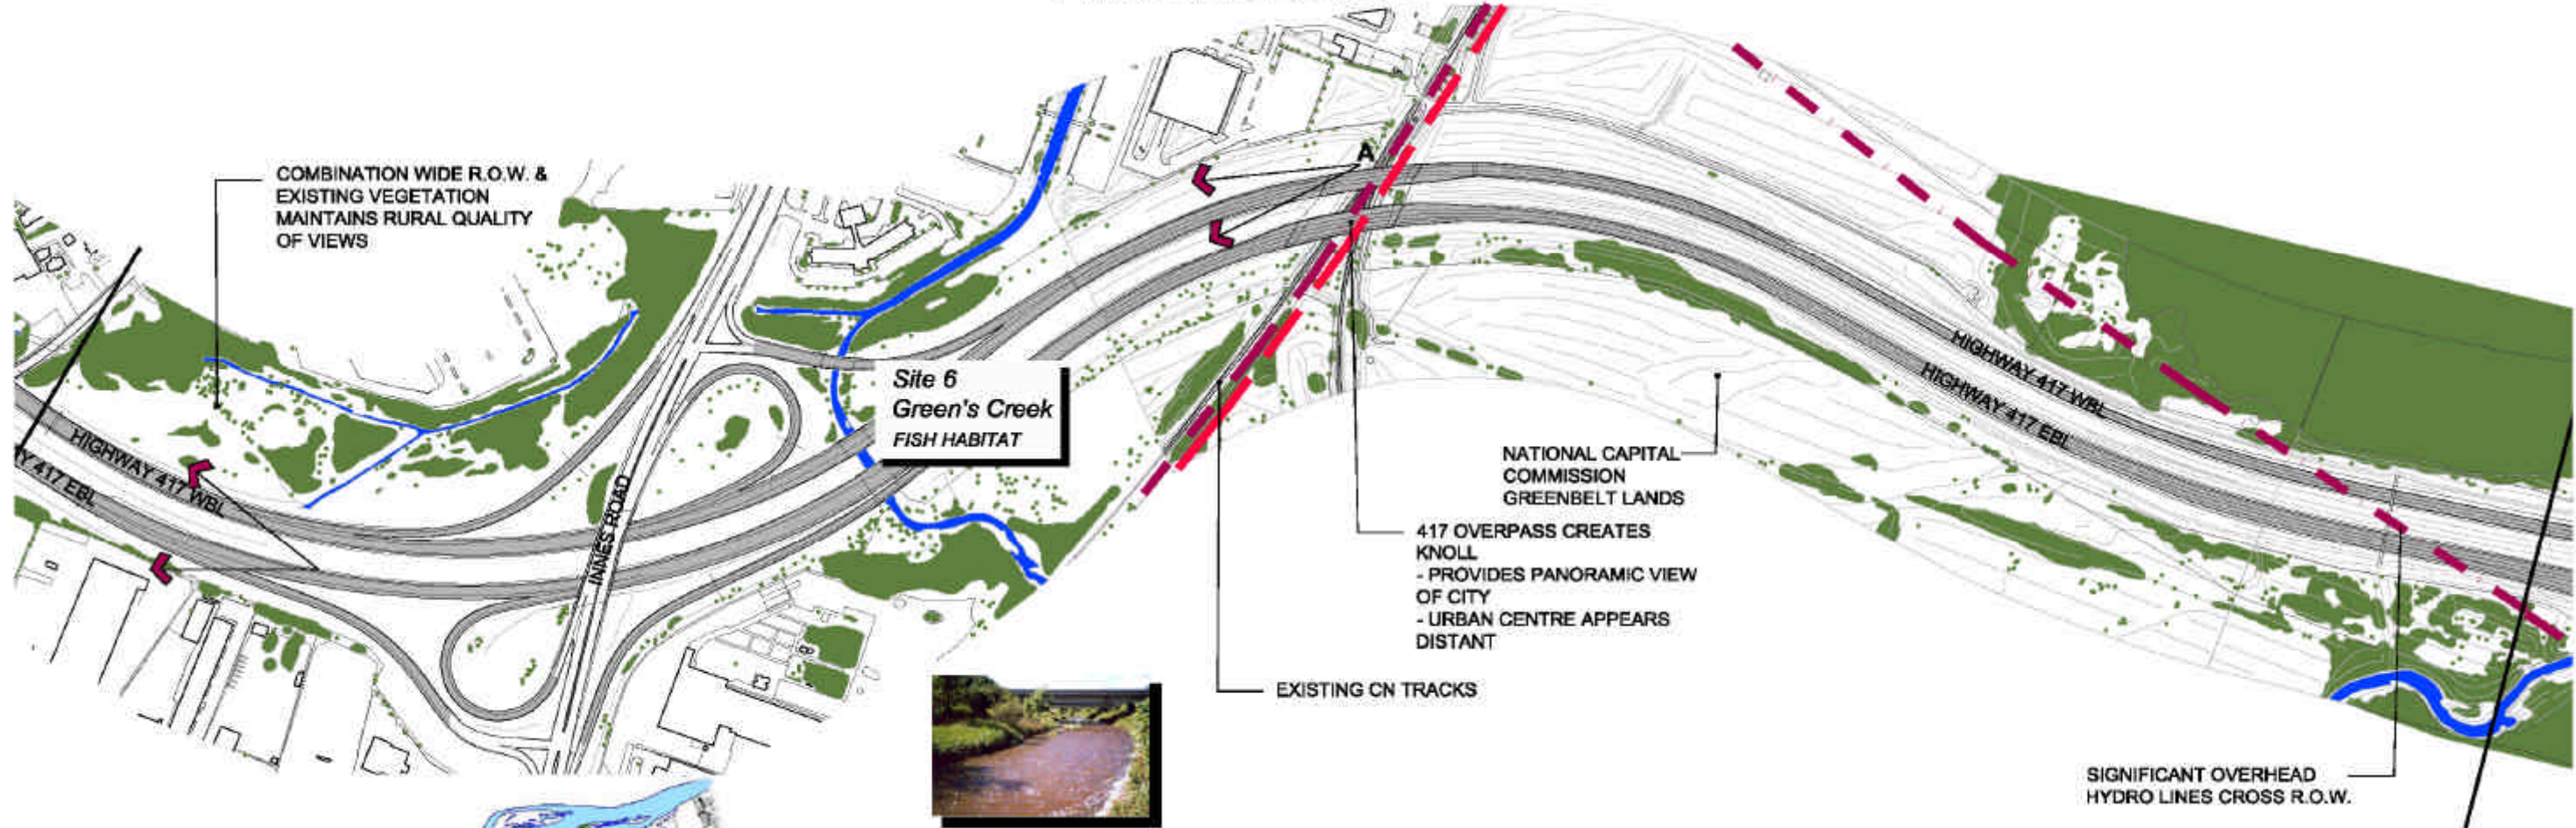 COMBINATION WIDE R.O.W. &
EXISTING VEGETATION
MAINTAINS RURAL QUALITY
OF VIEWS
A
Site 6
Green's Creek
FISH HABITAT
HIGHWAY 417 WBL
HIGHWAY 417 EBL
HIGHWAY 417 WBL
Y 417 EBL
INNES ROAD
NATIONAL CAPITAL
COMMISSION
GREENBELT LANDS
417 OVERPASS CREATES
KNOLL
- PROVIDES PANORAMIC VIEW
OF CITY
- URBAN CENTRE APPEARS
DISTANT
EXISTING CN TRACKS
SIGNIFICANT OVERHEAD
HYDRO LINES CROSS R.O.W.